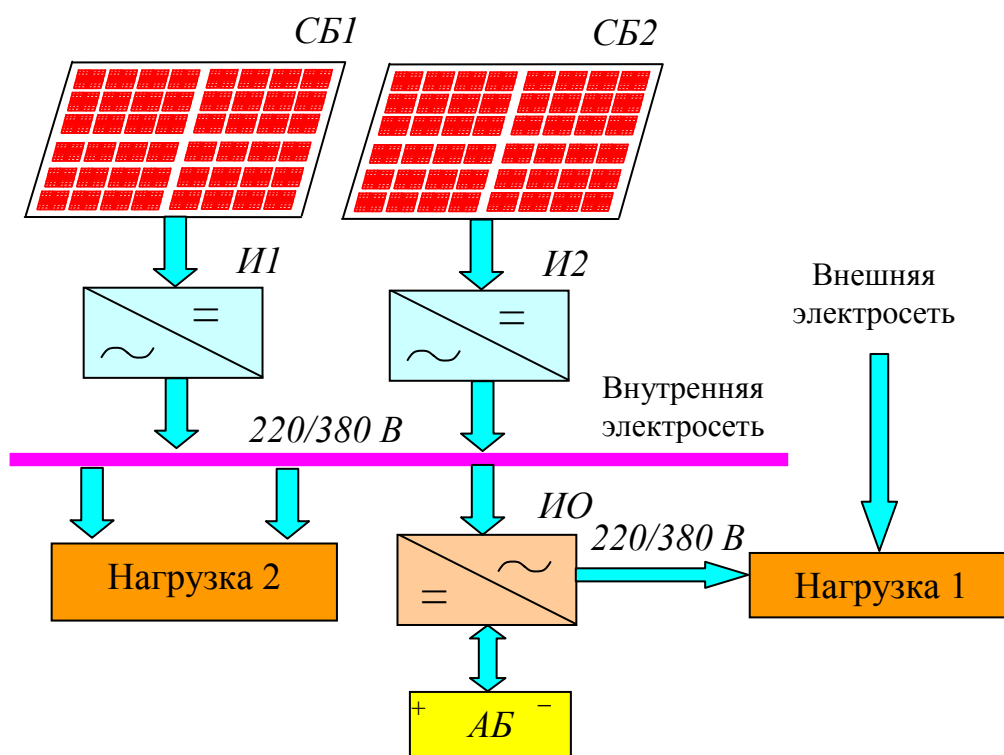 СБ1
СБ2
И1
И2
Внешняя
электросеть
Внутренняя
электросеть
220/380 В
ИО
220/380 В
Нагрузка 2
Нагрузка 1
+ АБ −